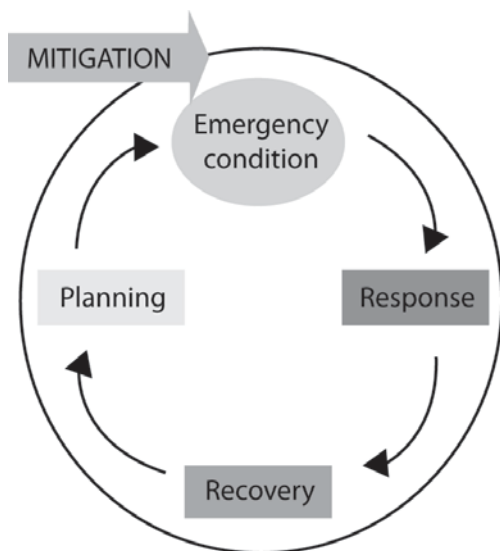 MITIGATION
Emergency
condition
Planning
Response
Recovery